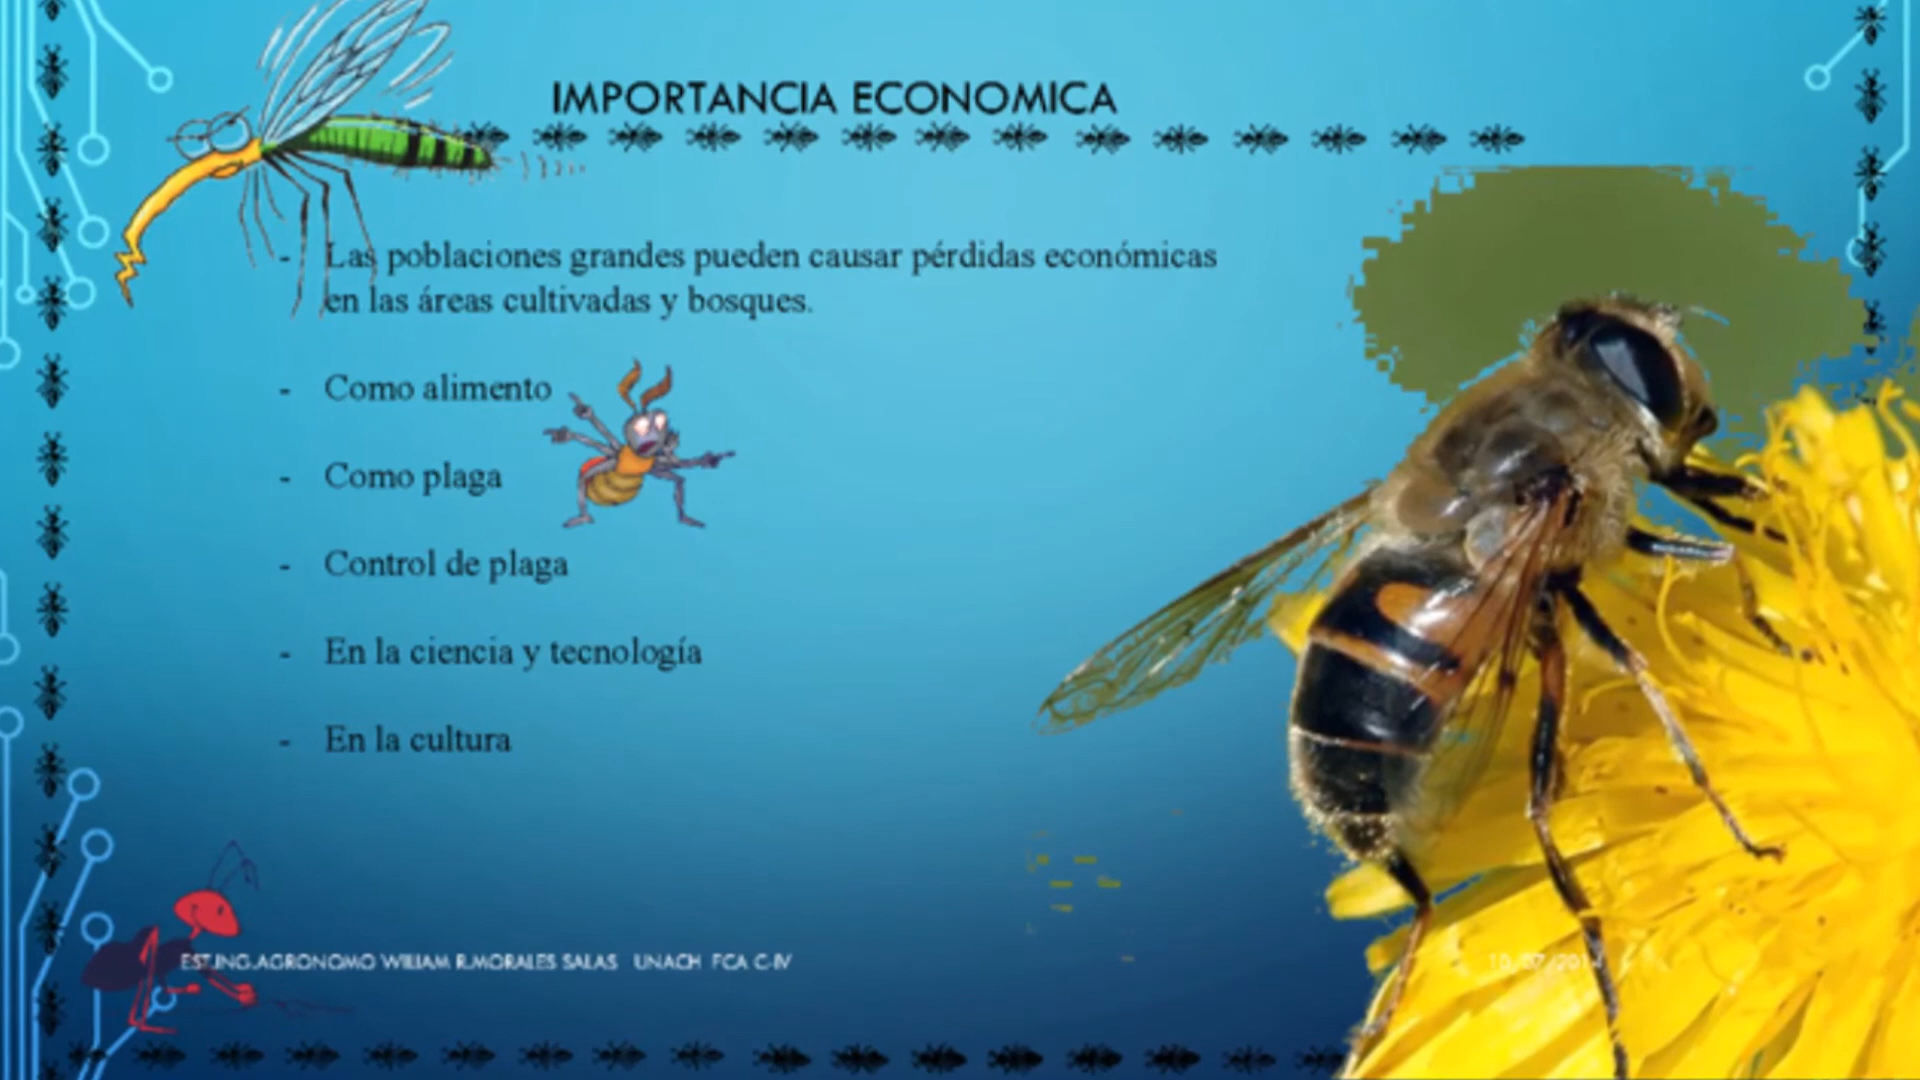 IMPORTANCIA ECONOMICA
- Las poblaciones grandes pueden causar pérdidas económicas
en las áreas cultivadas y bosques.
- Como alimento
- Como plaga
- Control de plaga
- En la ciencia y tecnología
- En la cultura
EST.ING.AGRONOMO WILIAM R.MORALES SALAS UNACH FCA C-IV